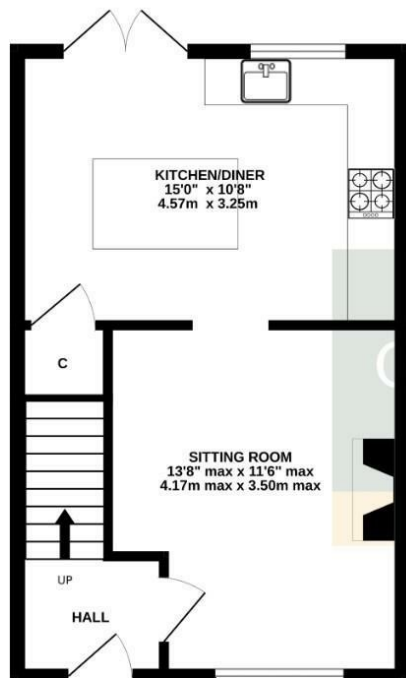 KITCHEN/DINER
15'0" x 10'8"
4.57m x 3.25m
C
SITTING ROOM
13'8" max x 11'6" max
4.17m max x 3.50m max
UP
HALL